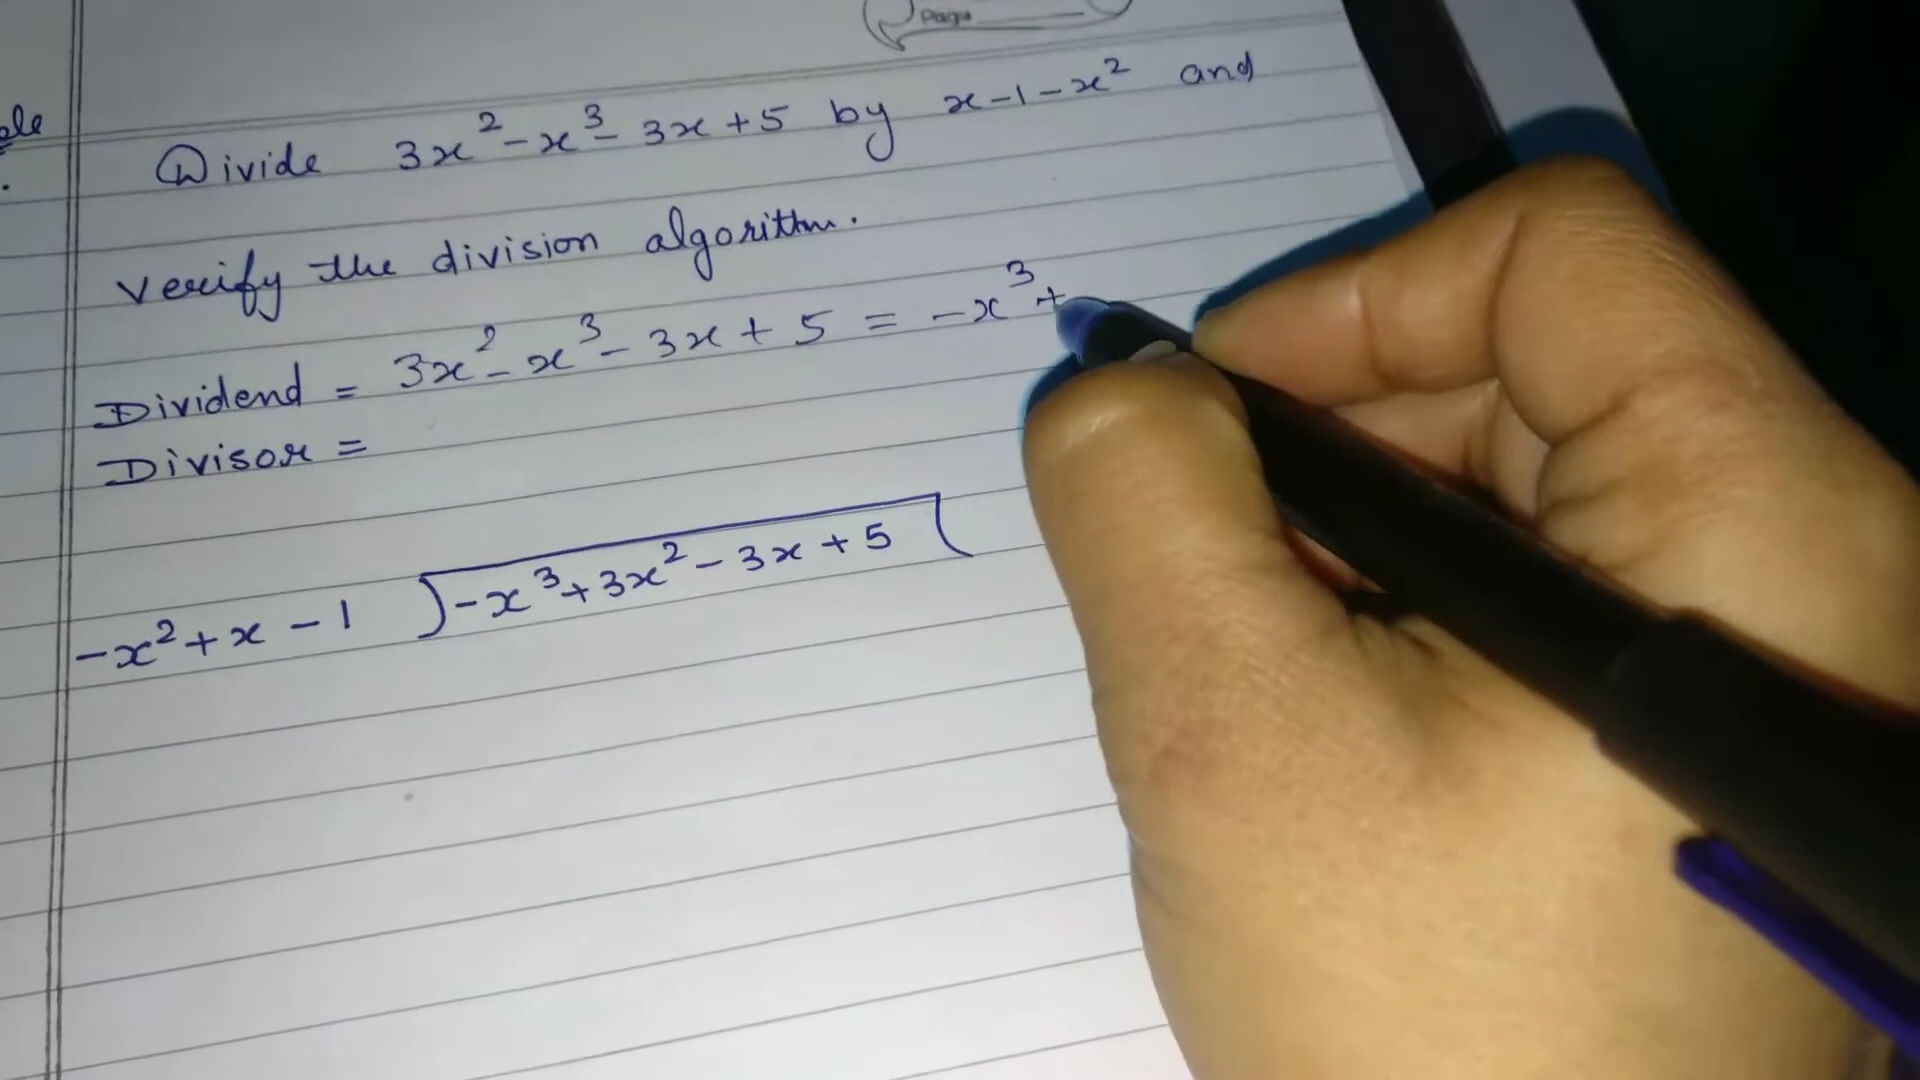 Page
ple
Divide 3x² - x³ - 3x + 5 by x - 1 - x² and
verify the division algorithm.
Dividend = 3x² - x³ - 3x + 5 = - x³ +
Divisor =
-x² + x - 1 ) -x³ + 3x² - 3x + 5 (